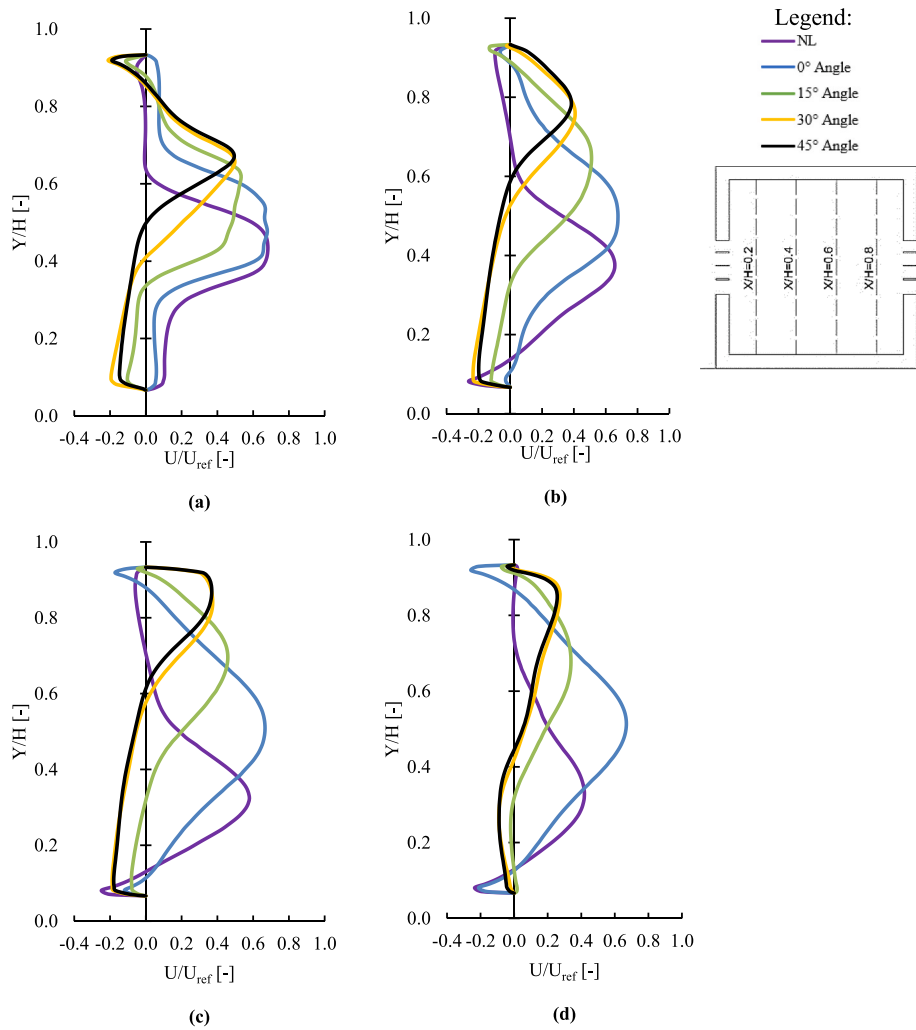 Legend:
NL
0° Angle
15° Angle
30° Angle
45° Angle
X/H=0.2
X/H=0.4
X/H=0.6
X/H=0.8
1.0
0.8
0.6
0.4
0.2
0.0
Y/H [-]
-0.4 -0.2 0.0 0.2 0.4 0.6 0.8 1.0
U/Uref [-]
(a)
1.0
0.8
0.6
0.4
0.2
0.0
Y/H [-]
-0.4 -0.2 0.0 0.2 0.4 0.6 0.8 1.0
U/Uref [-]
(b)
1.0
0.8
0.6
0.4
0.2
0.0
Y/H [-]
-0.4 -0.2 0.0 0.2 0.4 0.6 0.8 1.0
U/Uref [-]
(c)
1.0
0.8
0.6
0.4
0.2
0.0
Y/H [-]
-0.4 -0.2 0.0 0.2 0.4 0.6 0.8 1.0
U/Uref [-]
(d)